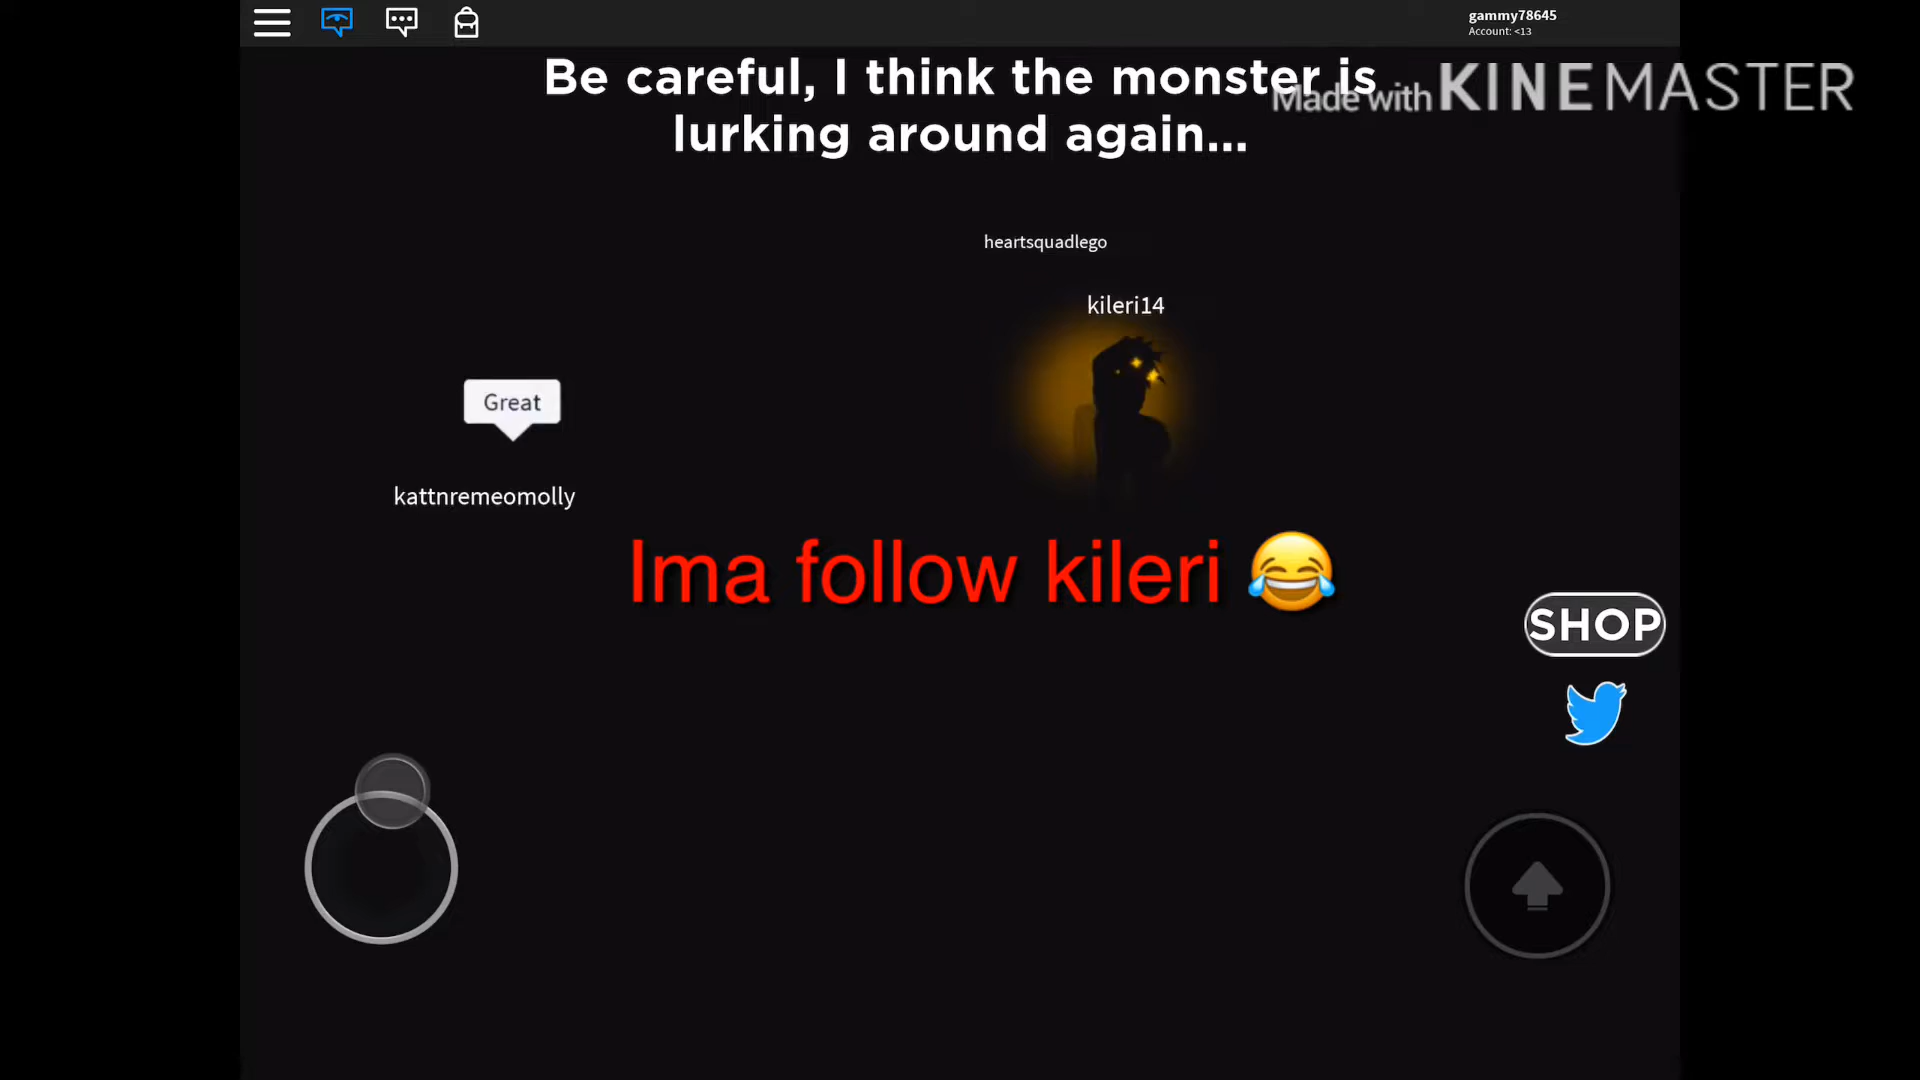 gammy78645
Account: <13
Be careful, I think the monster is
lurking around again...
Made with KINEMASTER
heartsquadlego
kileri14
Great
kattnremeomolly
Ima follow kileri 😂
SHOP